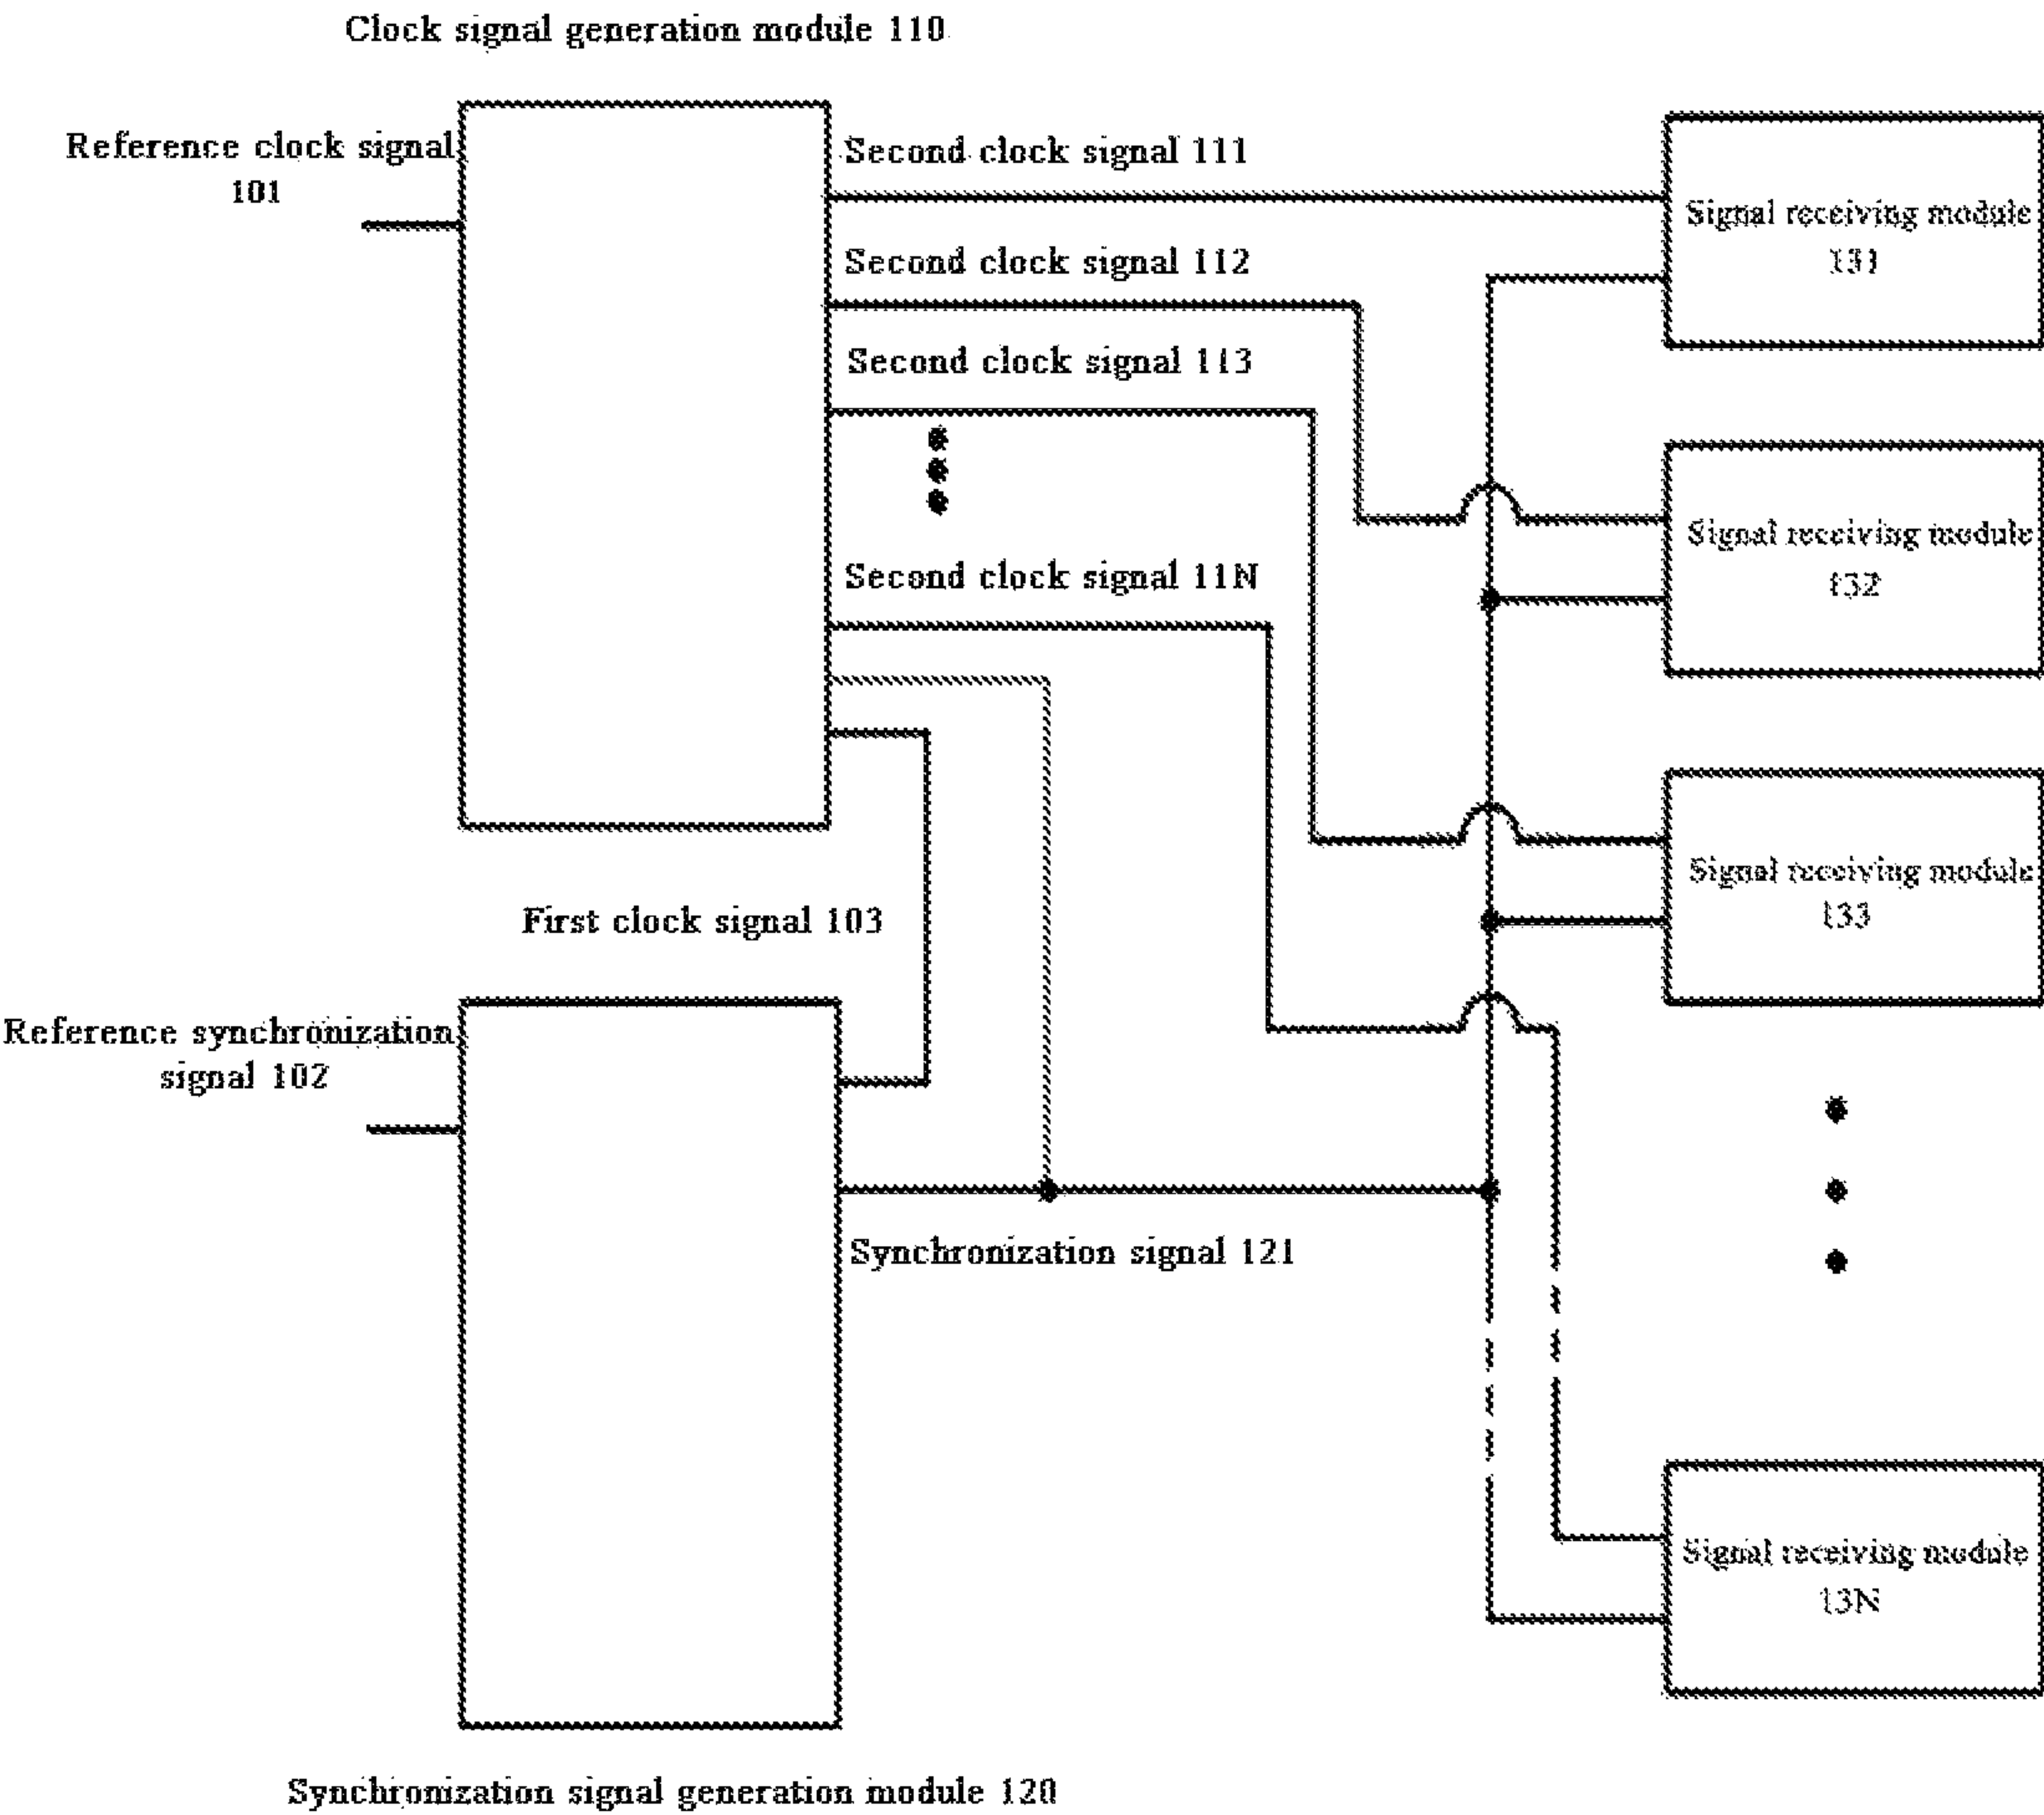 Clock signal generation module 110
Reference clock signal
101
Second clock signal 111
Second clock signal 112
Second clock signal 113
Second clock signal 11N
Signal receiving module
131
Signal receiving module
132
Signal receiving module
133
First clock signal 103
Reference synchronization
signal 102
Synchronization signal 121
Signal receiving module
13N
Synchronization signal generation module 120